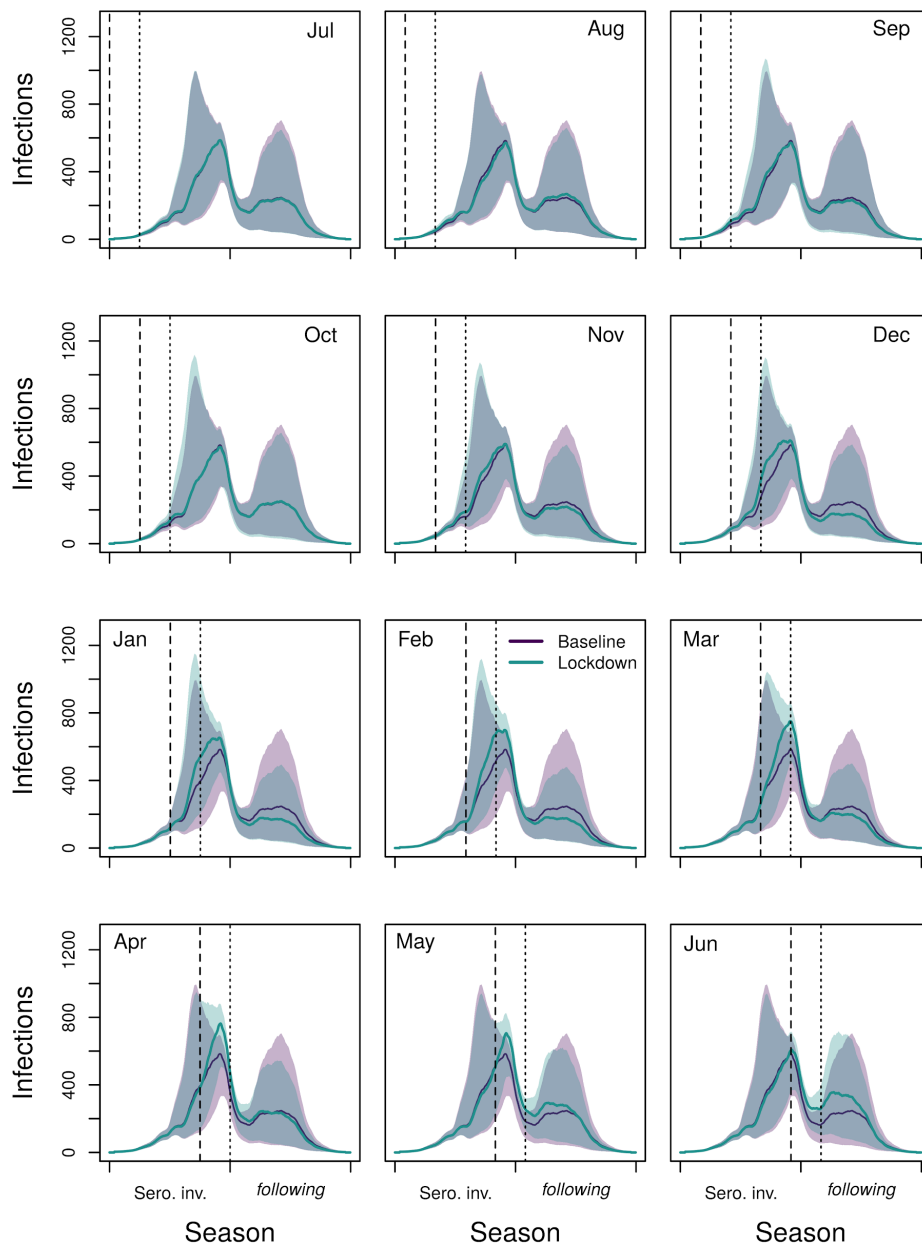 Jul
Aug
Sep
Infections
0 400 800 1200
Oct
Nov
Dec
Infections
0 400 800 1200
Jan
Feb
Mar
Baseline
Lockdown
Infections
0 400 800 1200
Apr
May
Jun
Infections
0 400 800 1200
Sero. inv. following Sero. inv. following Sero. inv. following
Season Season Season